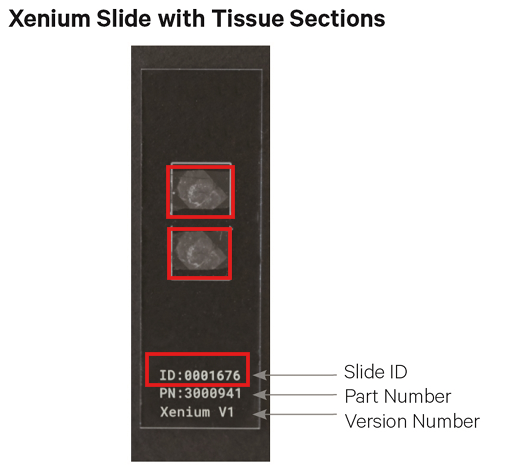 Xenium Slide with Tissue Sections
ID:0001676
Slide ID
PN:3000941
Part Number
Xenium V1
Version Number